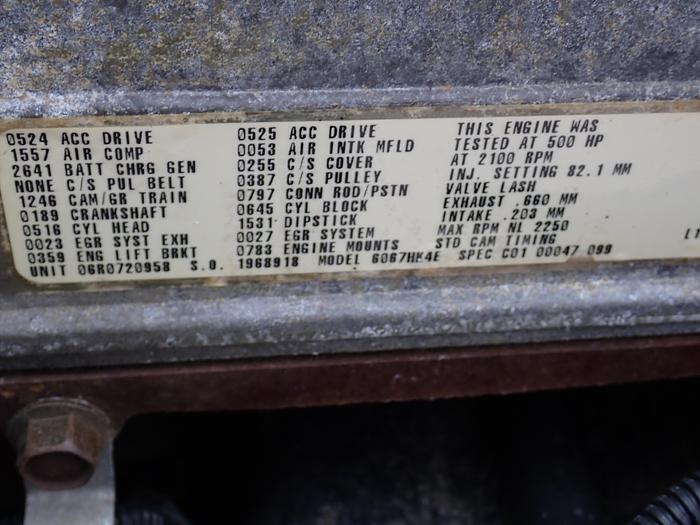 0524 ACC DRIVE
1557 AIR COMP
2641 BATT CHRG GEN
NONE C/S PUL BELT
1246 CAM/GR TRAIN
0189 CRANKSHAFT
0516 CYL HEAD
0023 EGR SYST EXH
0359 ENG LIFT BRKT
0525 ACC DRIVE
0053 AIR INTK MFLD
0255 C/S COVER
0387 C/S PULLEY
0797 CONN ROD/PSTN
0645 CYL BLOCK
1531 DIPSTICK
0027 EGR SYSTEM
0783 ENGINE MOUNTS
THIS ENGINE WAS
TESTED AT 500 HP
AT 2100 RPM
INJ. SETTING 82.1 MM
VALVE LASH
EXHAUST .660 MM
INTAKE .203 MM
MAX RPM NL 2250
STD CAM TIMING
UNIT 06R0720958 S.O. 1968918 MODEL 6067HK4E SPEC C01 00047 099